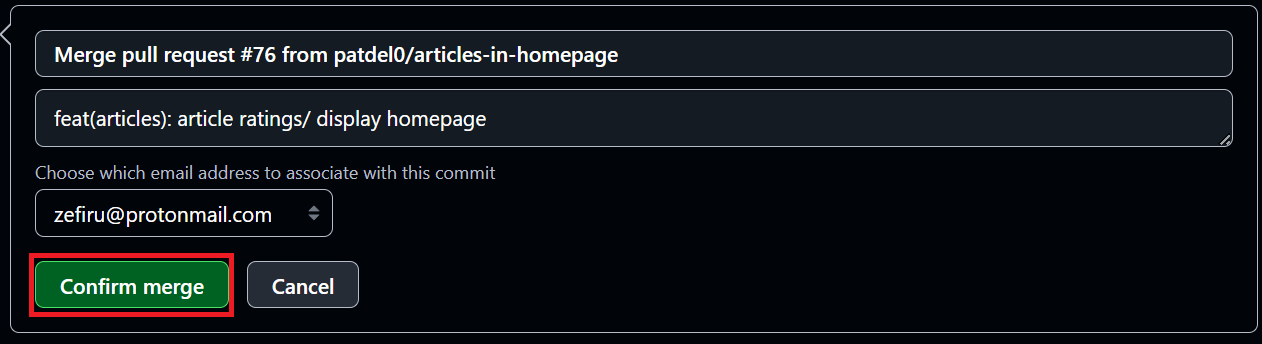 Merge pull request #76 from patdel0/articles-in-homepage
feat(articles): article ratings/ display homepage
Choose which email address to associate with this commit
zefiru@protonmail.com
Confirm merge
Cancel